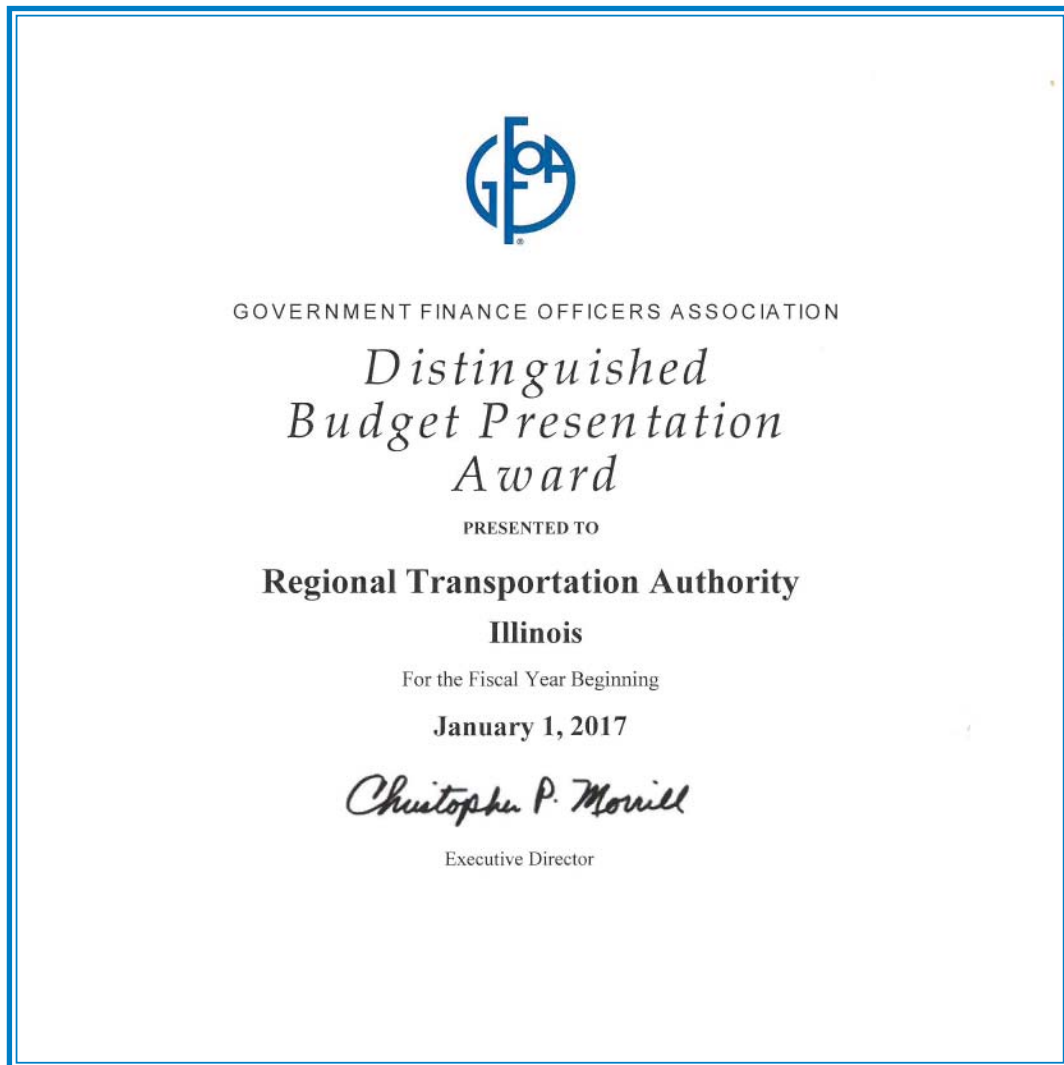 GFOA
®
GOVERNMENT FINANCE OFFICERS ASSOCIATION
Distinguished
Budget Presentation
Award
PRESENTED TO
Regional Transportation Authority
Illinois
For the Fiscal Year Beginning
January 1, 2017
Christopher P. Morrill
Executive Director